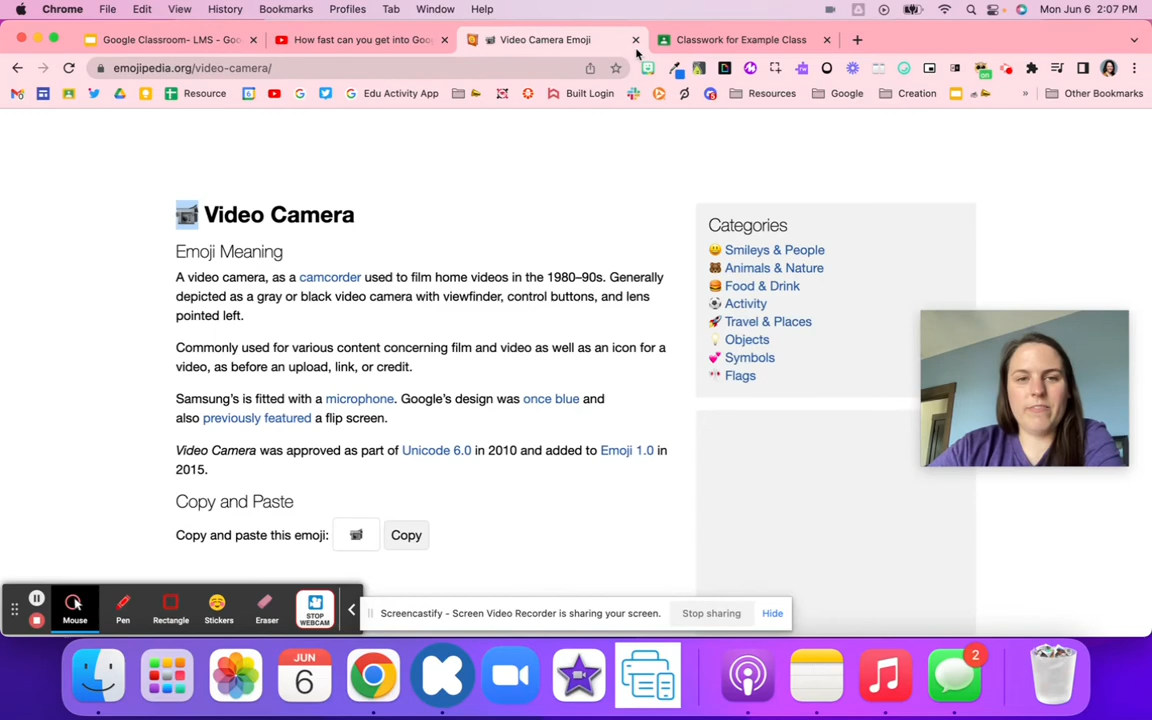 Chrome File Edit View History Bookmarks Profiles Tab Window Help Mon Jun 6 2:07 PM
Google Classroom- LMS - Goo How fast can you get into Goog Video Camera Emoji Classwork for Example Class
emojipedia.org/video-camera/
Resource Edu Activity App Built Login Resources Google Creation Other Bookmarks
Video Camera
Emoji Meaning
A video camera, as a camcorder used to film home videos in the 1980–90s. Generally
depicted as a gray or black video camera with viewfinder, control buttons, and lens
pointed left.
Commonly used for various content concerning film and video as well as an icon for a
video, as before an upload, link, or credit.
Samsung's is fitted with a microphone. Google's design was once blue and
also previously featured a flip screen.
Video Camera was approved as part of Unicode 6.0 in 2010 and added to Emoji 1.0 in
2015.
Copy and Paste
Copy and paste this emoji: Copy
Categories
Smileys & People
Animals & Nature
Food & Drink
Activity
Travel & Places
Objects
Symbols
Flags
Mouse Pen Rectangle Stickers Eraser STOP WEBCAM
Screencastify - Screen Video Recorder is sharing your screen. Stop sharing Hide
JUN
6
2